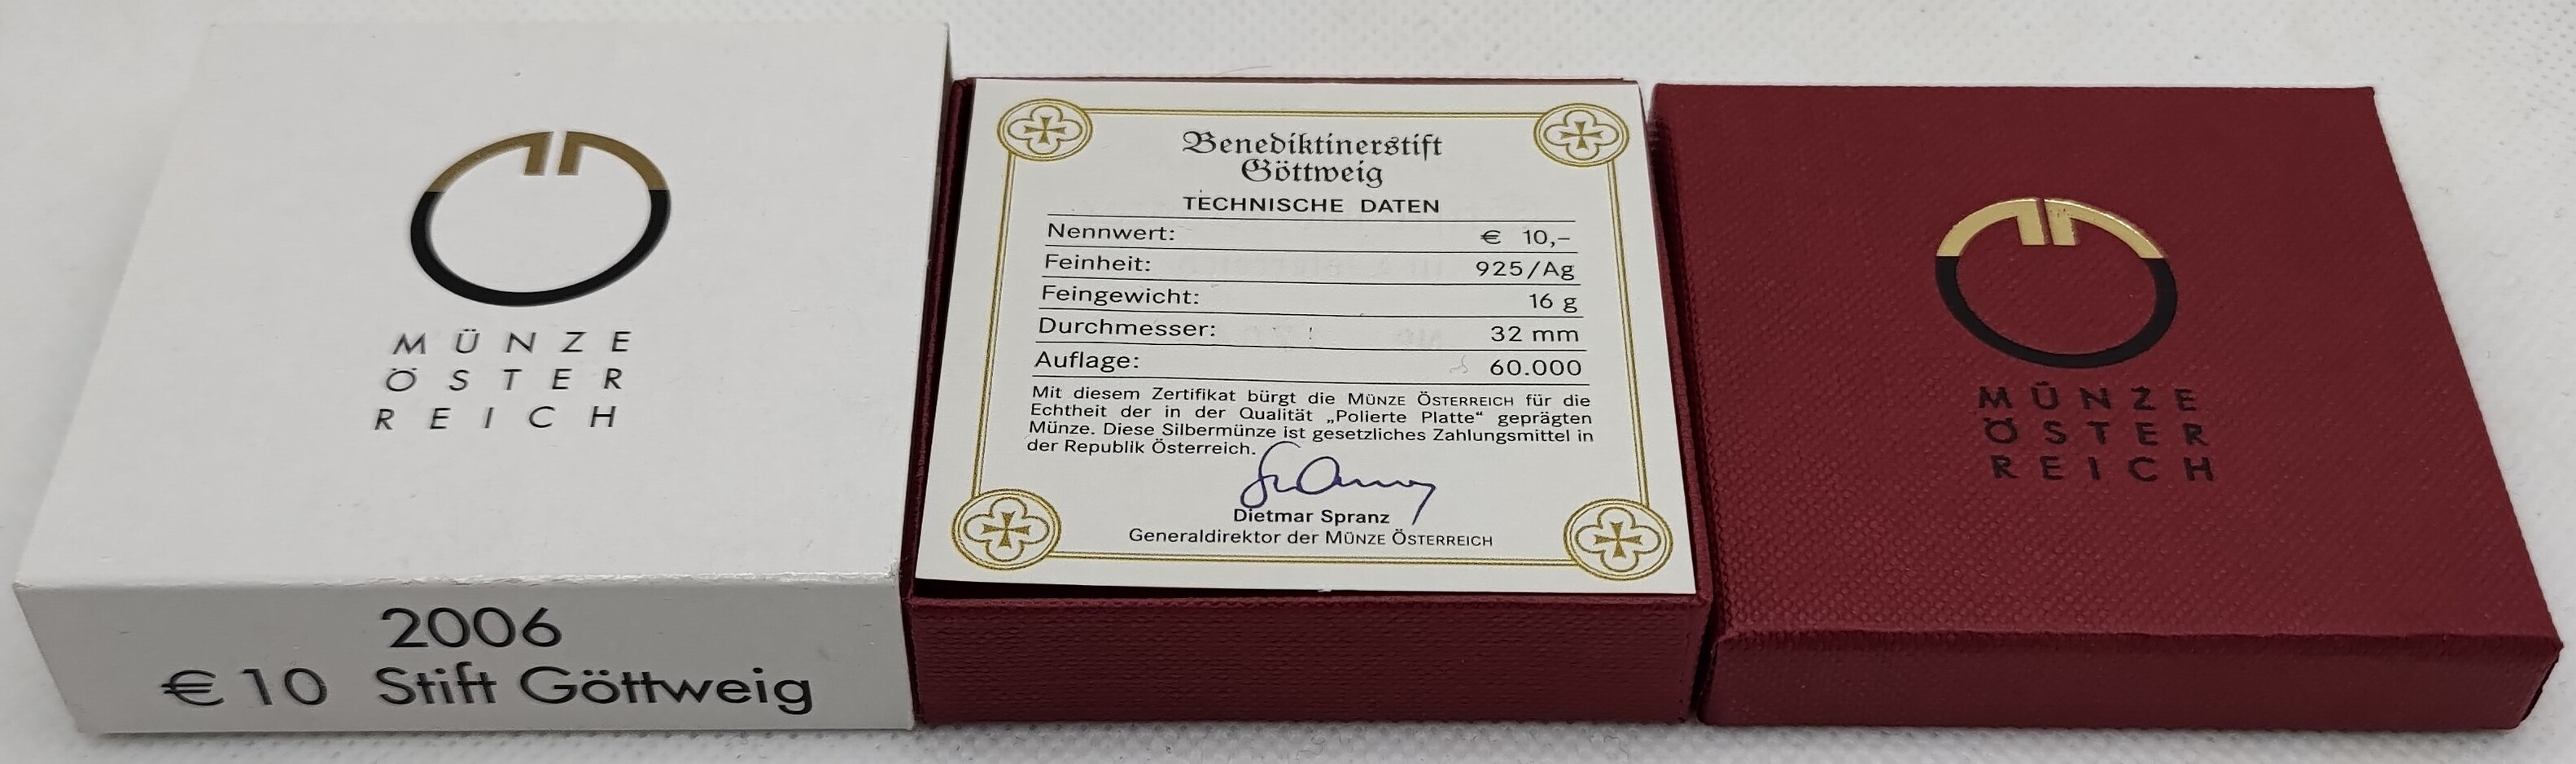 MÜNZE
ÖSTER
REICH
2006
€ 10 Stift Göttweig
Benediktinerstift
Göttweig
TECHNISCHE DATEN
Nennwert: € 10,–
Feinheit: 925/Ag
Feingewicht: 16 g
Durchmesser: 32 mm
Auflage: 60.000
Mit diesem Zertifikat bürgt die MÜNZE ÖSTERREICH für die
Echtheit der in der Qualität „Polierte Platte“ geprägten
Münze. Diese Silbermünze ist gesetzliches Zahlungsmittel in
der Republik Österreich.
Dietmar Spranz
Generaldirektor der MÜNZE ÖSTERREICH
MÜNZE
ÖSTER
REICH